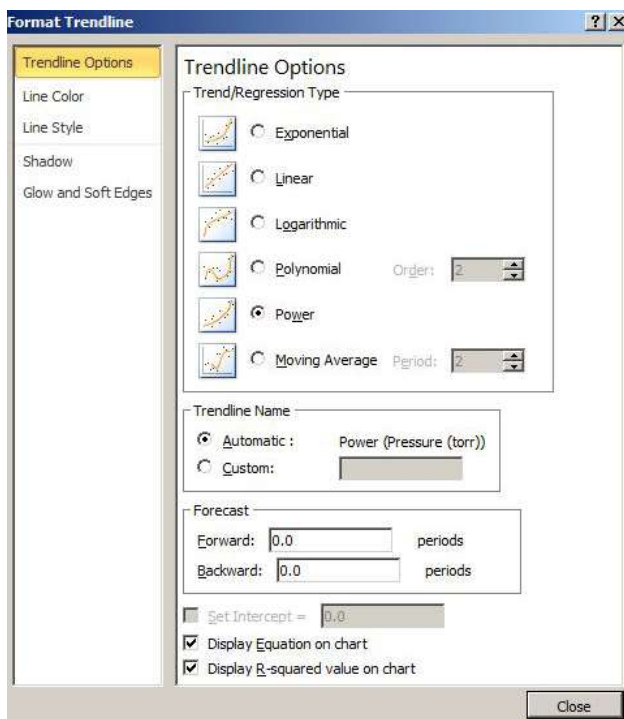 Format Trendline
Trendline Options
Line Color
Line Style
Shadow
Glow and Soft Edges
Trendline Options
Trend/Regression Type
Exponential
Linear
Logarithmic
Polynomial Order: 2
Power
Moving Average Period: 2
Trendline Name
Automatic : Power (Pressure (torr))
Custom:
Forecast
Forward: 0.0 periods
Backward: 0.0 periods
Set Intercept = 0.0
Display Equation on chart
Display R-squared value on chart
Close